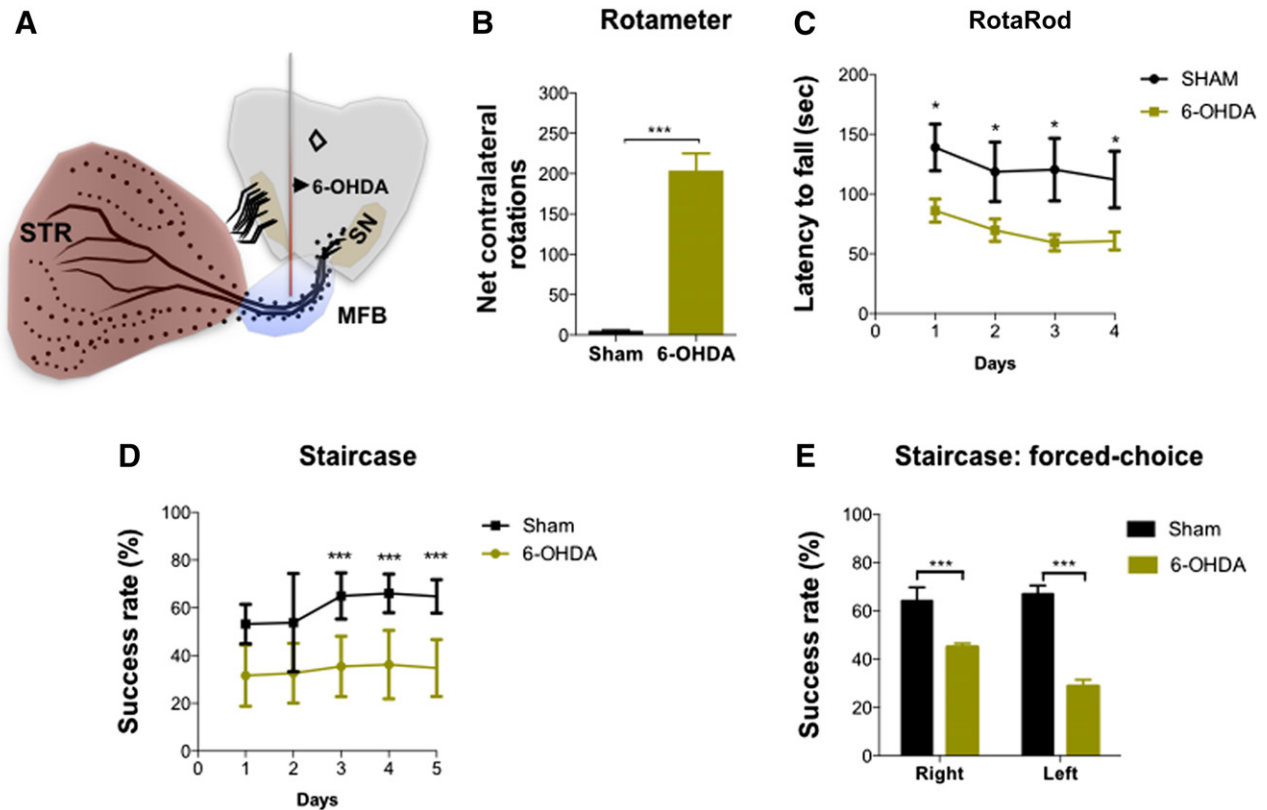 A
STR
6-OHDA
SN
MFB
B
Rotameter
Net contralateral
rotations
300
250
200
150
100
50
0
***
Sham
6-OHDA
C
RotaRod
Latency to fall (sec)
200
150
100
50
0
*
*
*
*
0
1
2
3
4
Days
SHAM
6-OHDA
D
Staircase
Success rate (%)
100
80
60
40
20
0
***
***
***
0
1
2
3
4
5
Days
Sham
6-OHDA
E
Staircase: forced-choice
Success rate (%)
100
80
60
40
20
0
***
***
Right
Left
Sham
6-OHDA